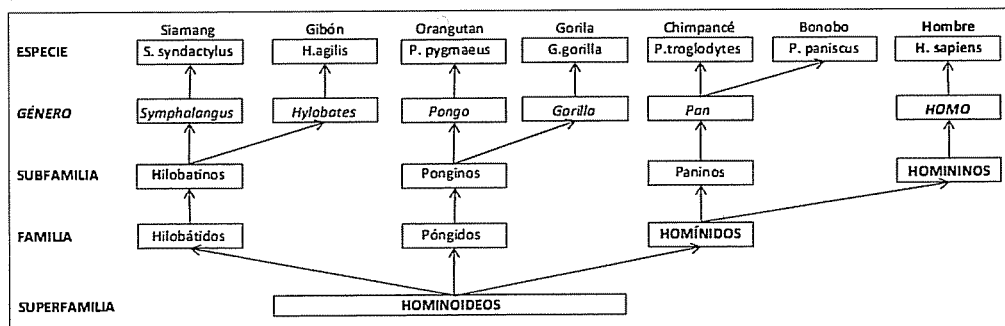 Siamang Gibón Orangutan Gorila Chimpancé Bonobo Hombre
ESPECIE S. syndactylus H.agilis P. pygmaeus G.gorilla P.troglodytes P. paniscus H. sapiens
GÉNERO Symphalangus Hylobates Pongo Gorilla Pan HOMO
SUBFAMILIA Hilobatinos Ponginos Paninos HOMININOS
FAMILIA Hilobátidos Póngidos HOMÍNIDOS
SUPERFAMILIA HOMINOIDEOS